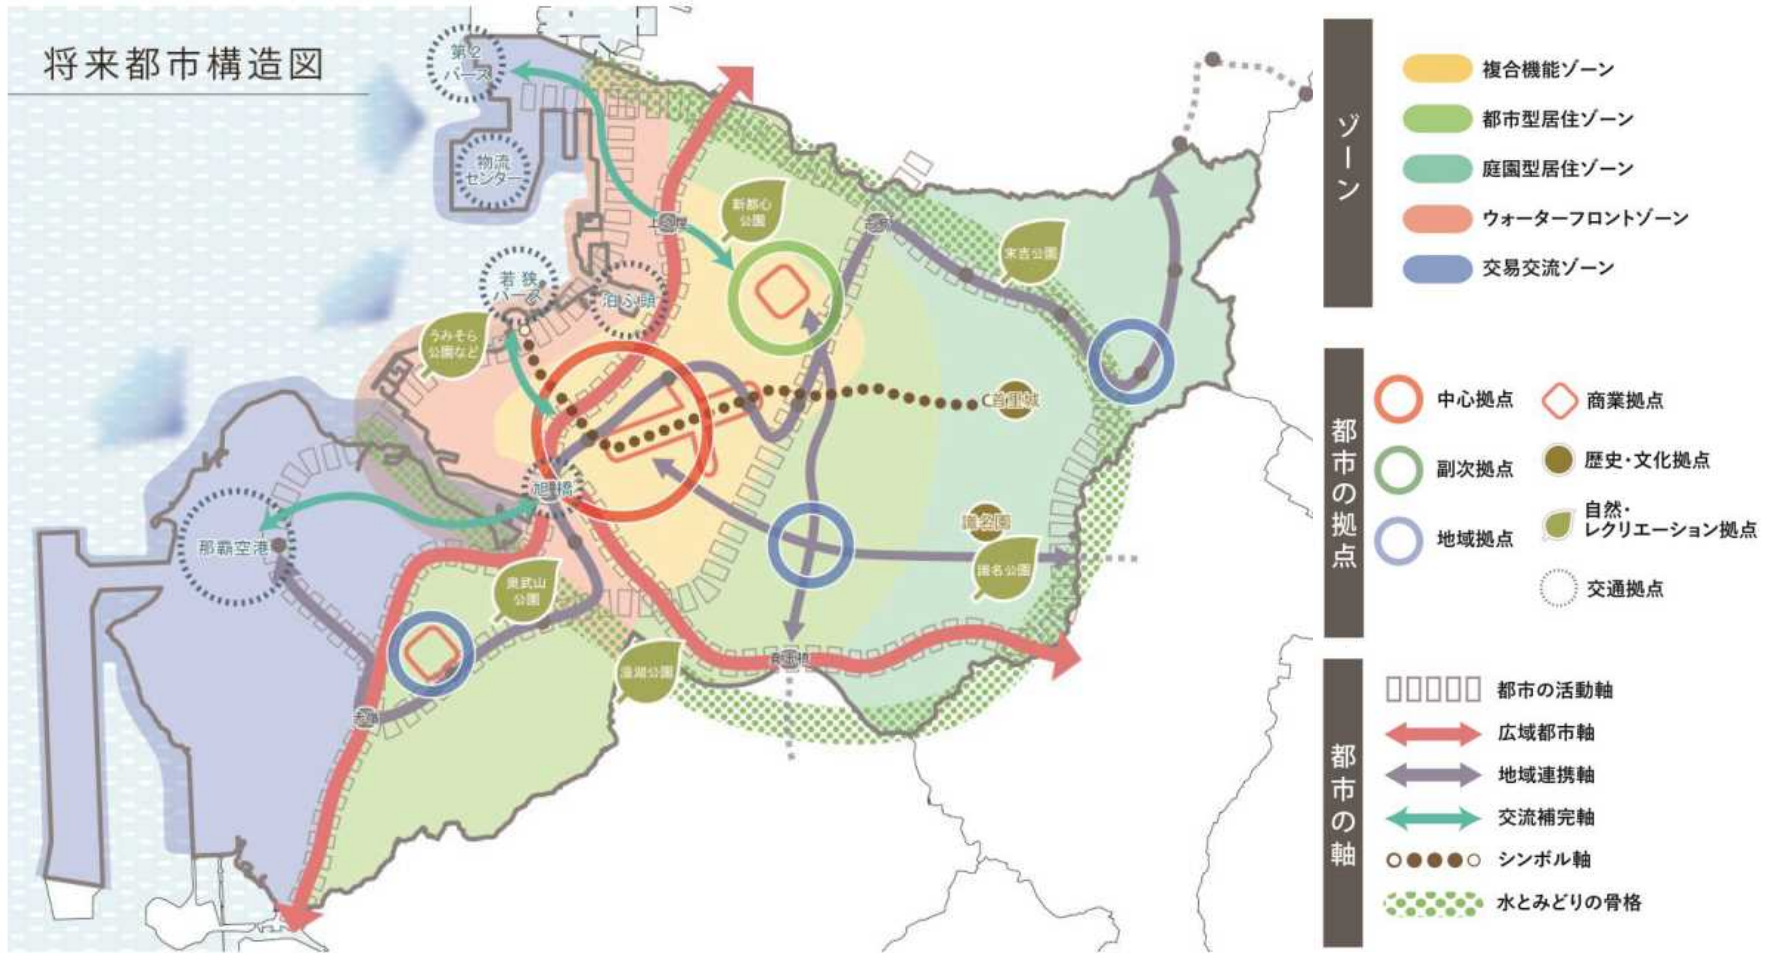 将来都市構造図
第2
バース
物流
センター
新都心
公園
末吉公園
若狭
バース
泊ふ頭
うみそら
公園など
首里城
旭橋
那覇空港
識名園
識名公園
奥武山
公園
漫湖公園
真玉橋
ゾーン
複合機能ゾーン
都市型居住ゾーン
庭園型居住ゾーン
ウォーターフロントゾーン
交易交流ゾーン
都市の拠点
中心拠点
商業拠点
副次拠点
歴史・文化拠点
地域拠点
自然・
レクリエーション拠点
交通拠点
都市の軸
都市の活動軸
広域都市軸
地域連携軸
交流補完軸
シンボル軸
水とみどりの骨格